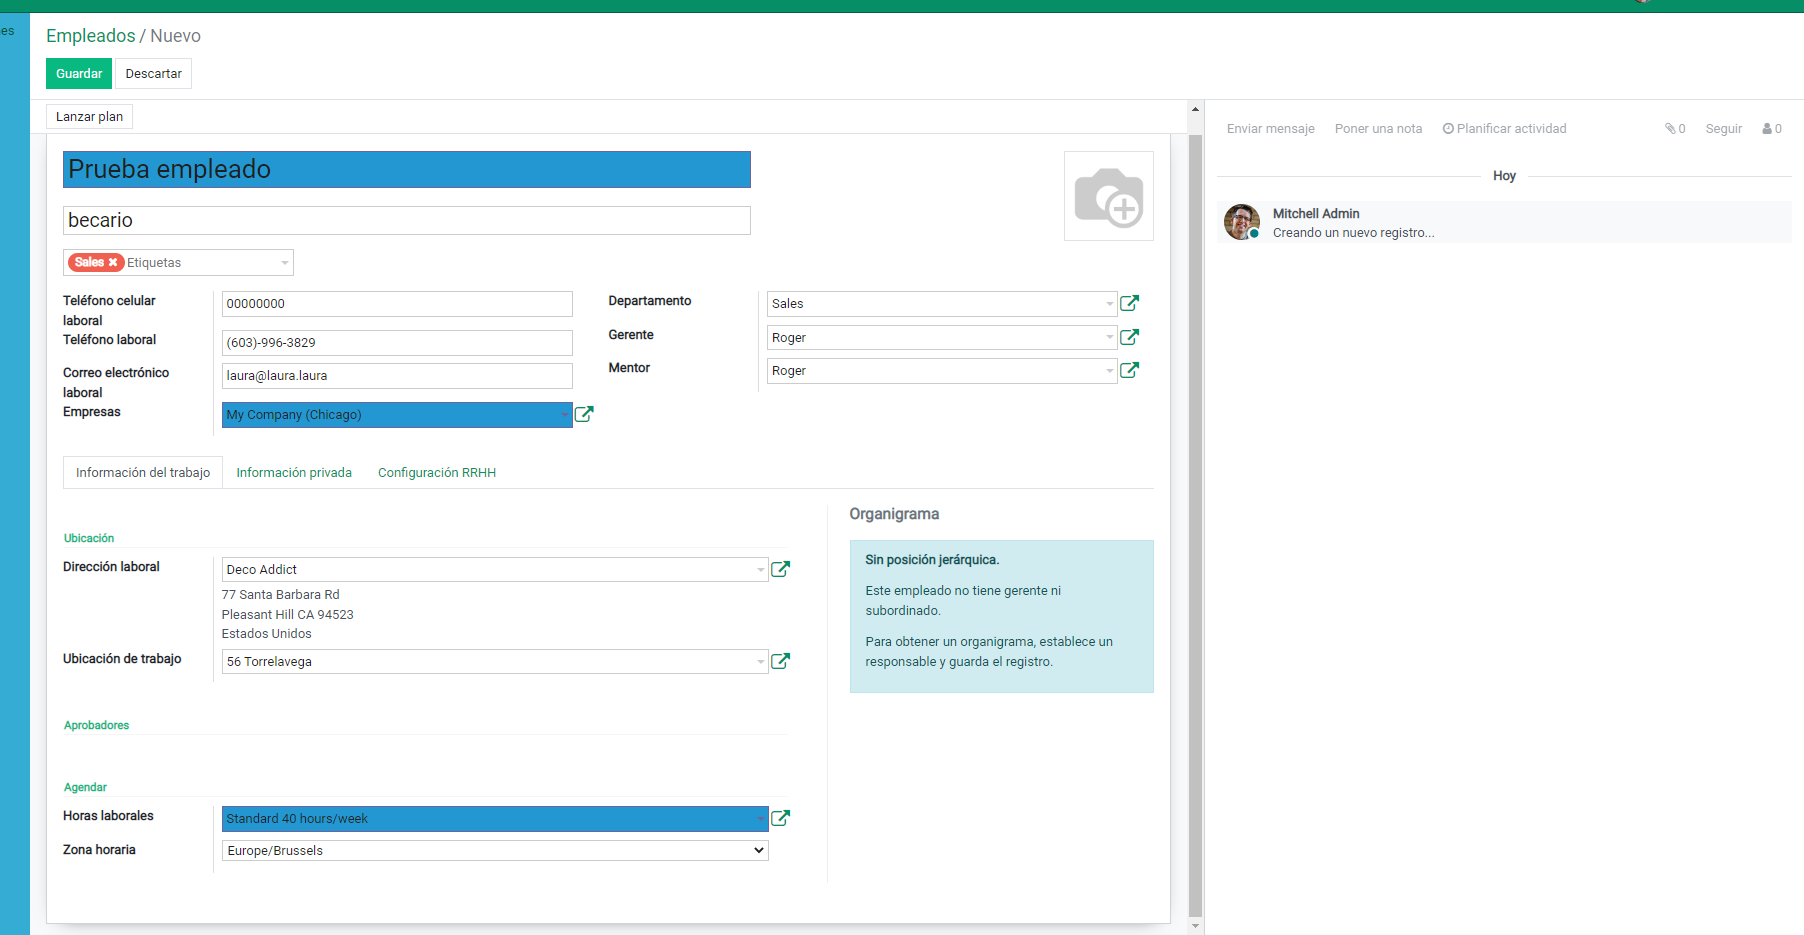 es
Empleados / Nuevo
Guardar
Descartar
Lanzar plan
Enviar mensaje
Poner una nota
Planificar actividad
0
Seguir
0
Hoy
Mitchell Admin
Creando un nuevo registro...
Prueba empleado
becario
Sales ✖ Etiquetas
Teléfono celular
laboral
00000000
Teléfono laboral
(603)-996-3829
Correo electrónico
laboral
laura@laura.laura
Empresas
My Company (Chicago)
Departamento
Sales
Gerente
Roger
Mentor
Roger
Información del trabajo
Información privada
Configuración RRHH
Ubicación
Dirección laboral
Deco Addict
77 Santa Barbara Rd
Pleasant Hill CA 94523
Estados Unidos
Ubicación de trabajo
56 Torrelavega
Aprobadores
Agendar
Horas laborales
Standard 40 hours/week
Zona horaria
Europe/Brussels
Organigrama
Sin posición jerárquica.
Este empleado no tiene gerente ni
subordinado.
Para obtener un organigrama, establece un
responsable y guarda el registro.